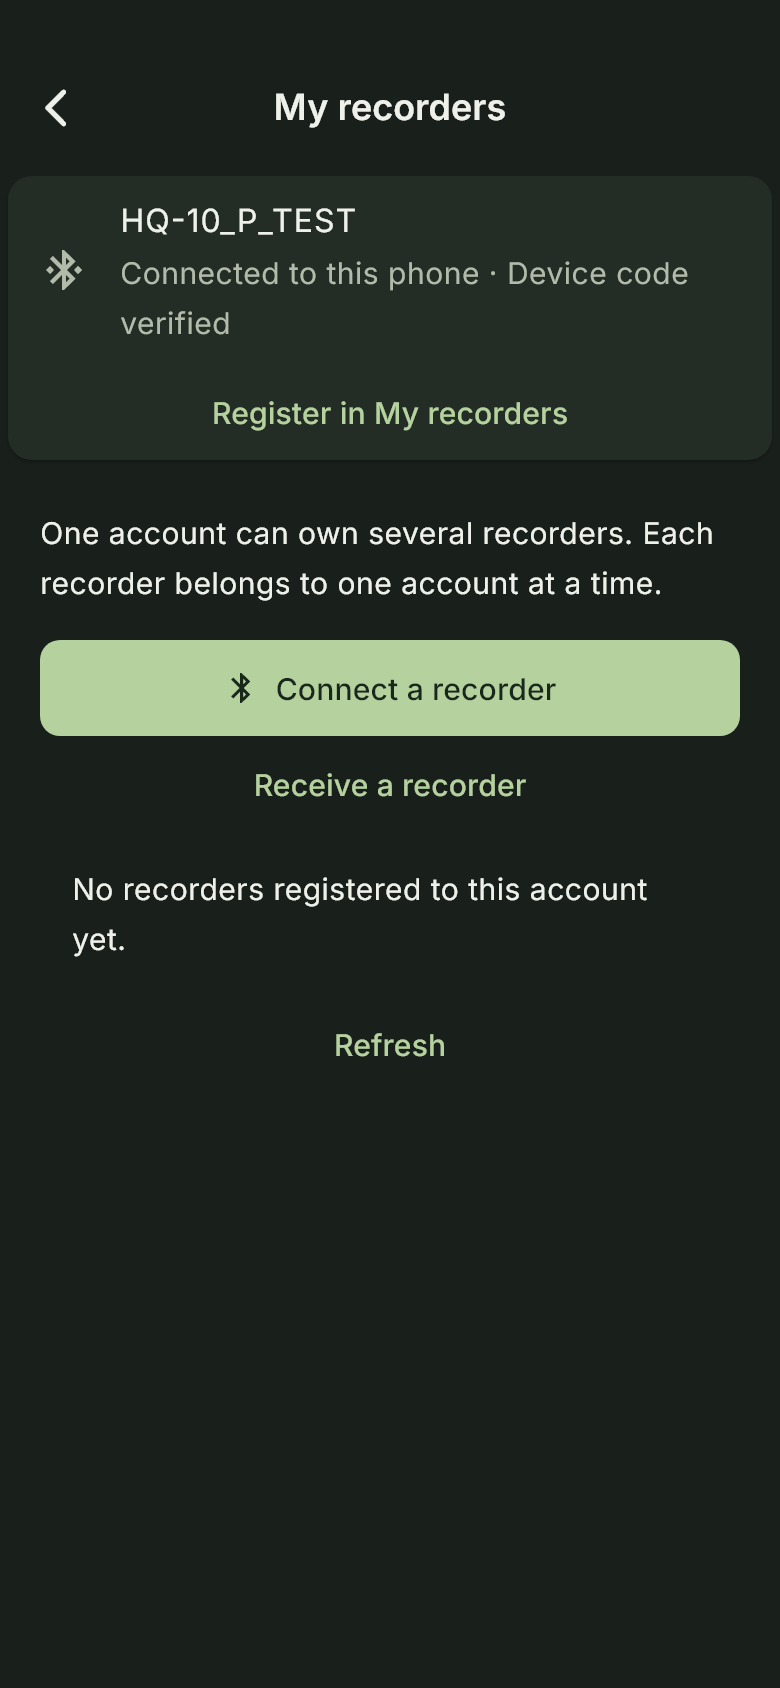 My recorders
HQ-10_P_TEST
Connected to this phone · Device code
verified
Register in My recorders
One account can own several recorders. Each
recorder belongs to one account at a time.
Connect a recorder
Receive a recorder
No recorders registered to this account
yet.
Refresh